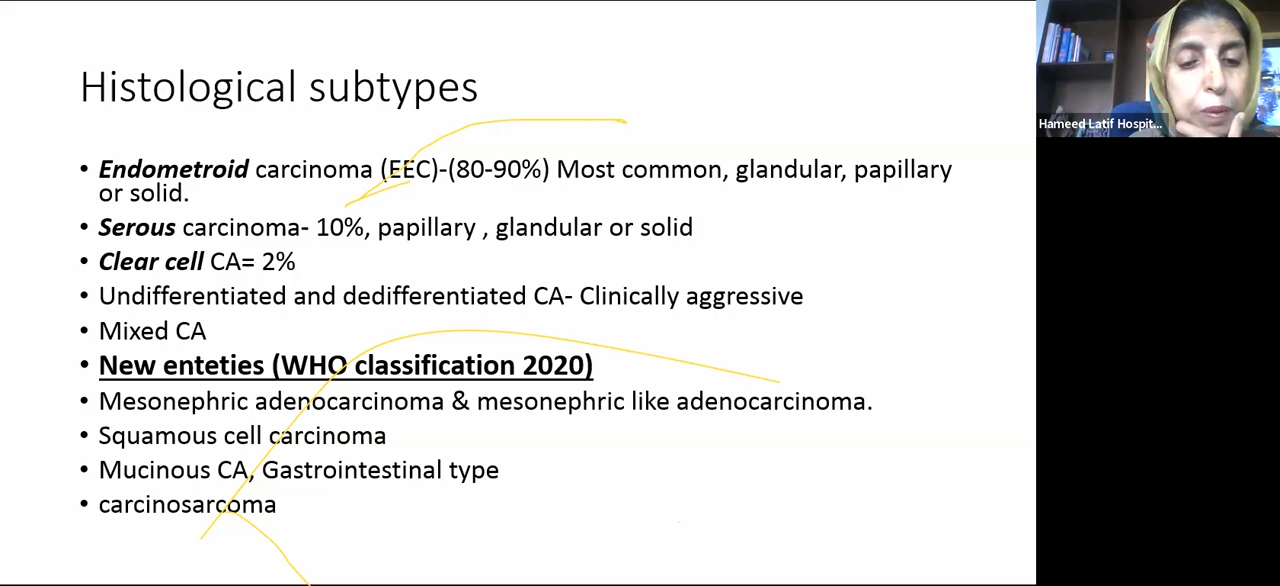 Histological subtypes
• Endometroid carcinoma (EEC)-(80-90%) Most common, glandular, papillary
or solid.
• Serous carcinoma- 10%, papillary , glandular or solid
• Clear cell CA= 2%
• Undifferentiated and dedifferentiated CA- Clinically aggressive
• Mixed CA
• New enteties (WHO classification 2020)
• Mesonephric adenocarcinoma & mesonephric like adenocarcinoma.
• Squamous cell carcinoma
• Mucinous CA, Gastrointestinal type
• carcinosarcoma
Hameed Latif Hospit...